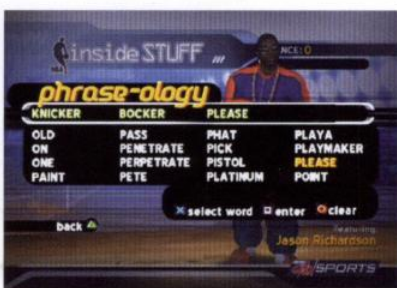 inside STUFF
NCE: 0
phrase-ology
KNICKER BOCKER PLEASE
OLD PASS PHAT PLAYA
ON PENETRATE PICK PLAYMAKER
ONE PERPETRATE PISTOL PLEASE
PAINT PETE PLATINUM POINT
select word enter clear
back
Featuring
Jason Richardson
SPORTS